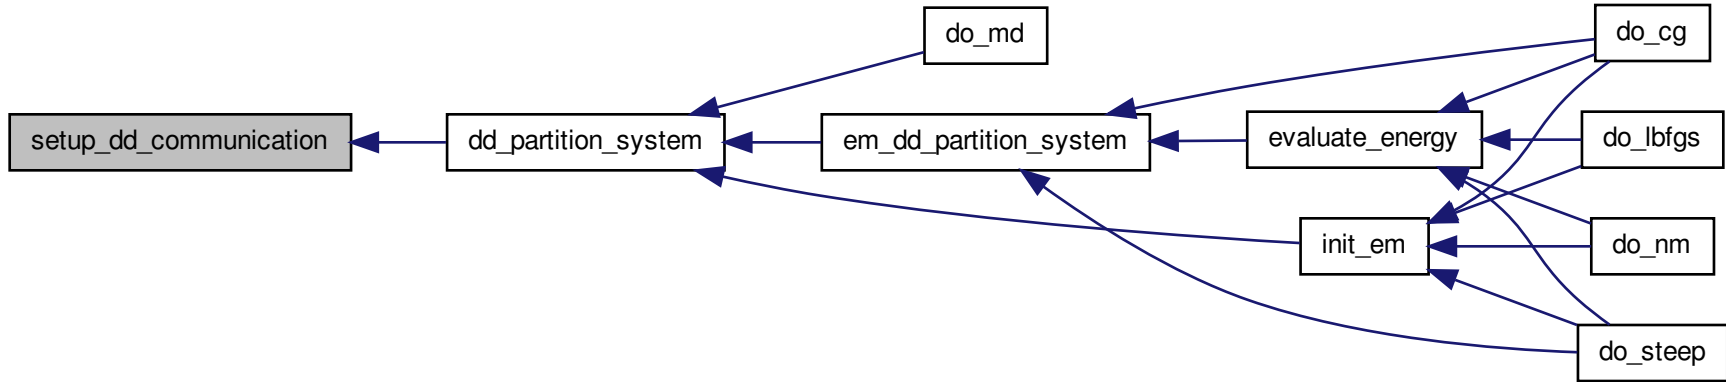 setup_dd_communication
dd_partition_system
do_md
em_dd_partition_system
evaluate_energy
init_em
do_cg
do_lbfgs
do_nm
do_steep